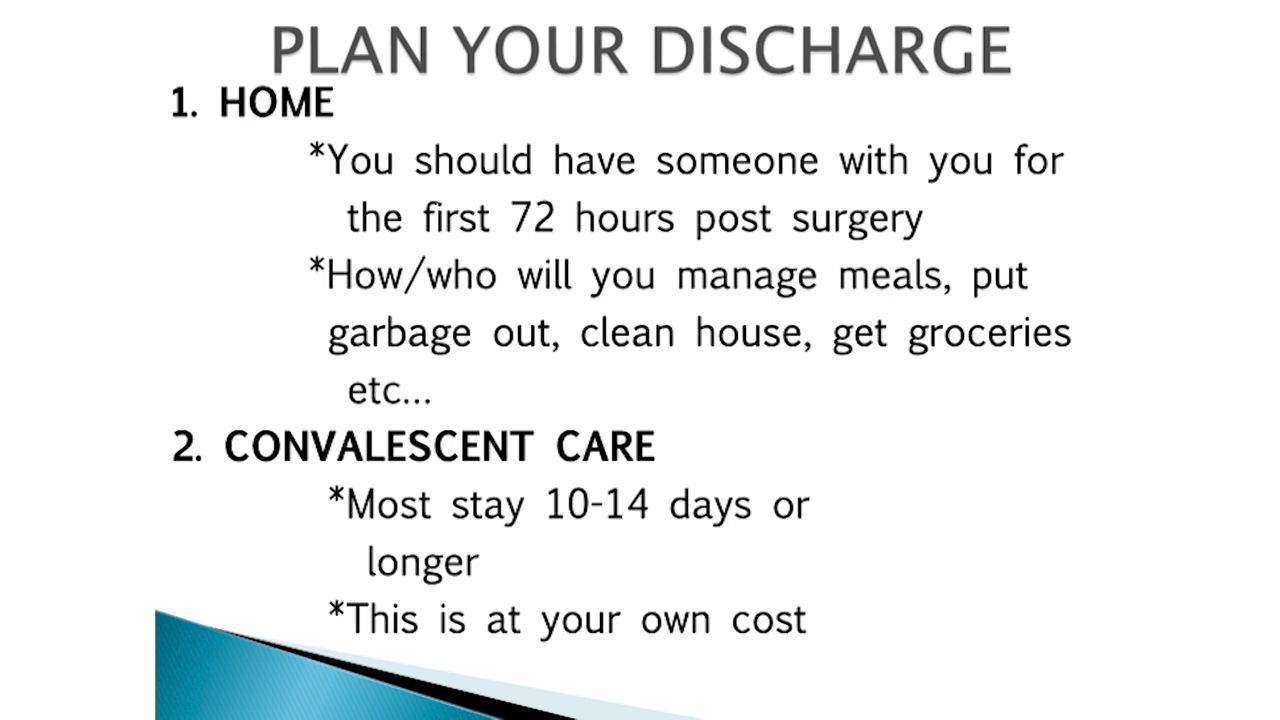 PLAN YOUR DISCHARGE
1. HOME
*You should have someone with you for
the first 72 hours post surgery
*How/who will you manage meals, put
garbage out, clean house, get groceries
etc...
2. CONVALESCENT CARE
*Most stay 10-14 days or
longer
*This is at your own cost